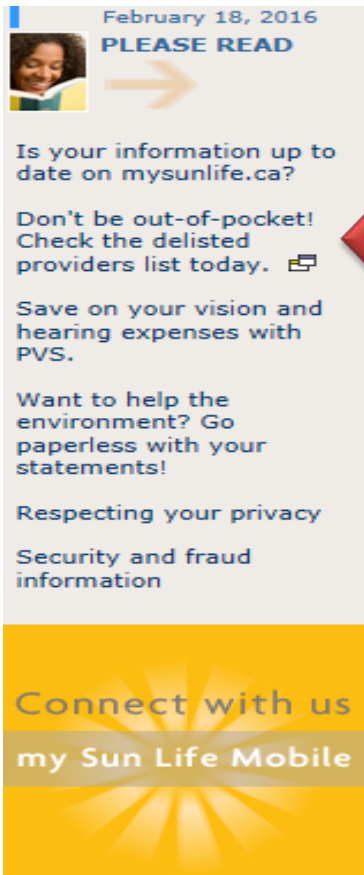 February 18, 2016
PLEASE READ
Is your information up to
date on mysunlife.ca?
Don't be out-of-pocket!
Check the delisted
providers list today.
Save on your vision and
hearing expenses with
PVS.
Want to help the
environment? Go
paperless with your
statements!
Respecting your privacy
Security and fraud
information
Connect with us
my Sun Life Mobile